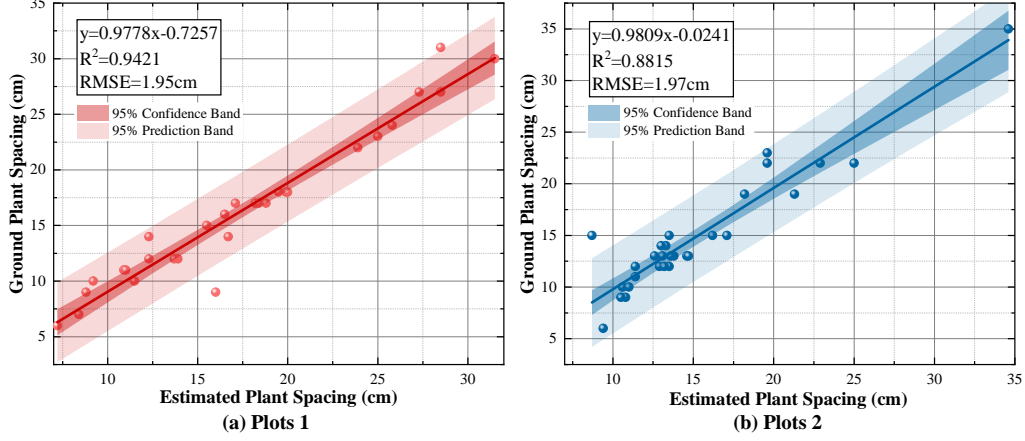 y=0.9778x-0.7257
R²=0.9421
RMSE=1.95cm
95% Confidence Band
95% Prediction Band
Ground Plant Spacing (cm)
35
30
25
20
15
10
5
10
15
20
25
30
Estimated Plant Spacing (cm)
(a) Plots 1
y=0.9809x-0.0241
R²=0.8815
RMSE=1.97cm
95% Confidence Band
95% Prediction Band
Ground Plant Spacing (cm)
35
30
25
20
15
10
5
10
15
20
25
30
35
Estimated Plant Spacing (cm)
(b) Plots 2